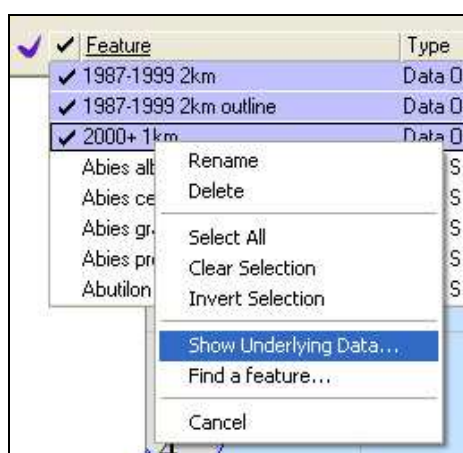 Feature Type
1987-1999 2km Data O
1987-1999 2km outline Data O
2000+ 1km Data O
Abies alb S
Abies ce S
Abies gr S
Abies pr S
Abutilon S
Rename
Delete
Select All
Clear Selection
Invert Selection
Show Underlying Data...
Find a feature...
Cancel